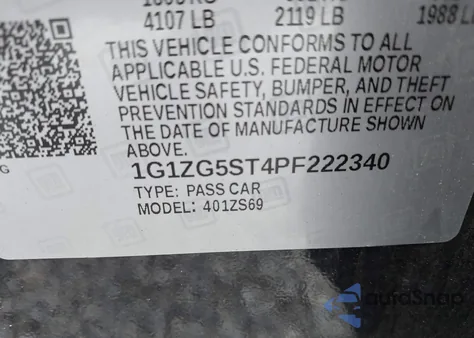 4107 LB 2119 LB 1988 L
THIS VEHICLE CONFORMS TO ALL
APPLICABLE U.S. FEDERAL MOTOR
VEHICLE SAFETY, BUMPER, AND THEFT
PREVENTION STANDARDS IN EFFECT ON
THE DATE OF MANUFACTURE SHOWN
ABOVE.
G
1G1ZG5ST4PF222340
TYPE: PASS CAR
MODEL: 401ZS69
autoSnap